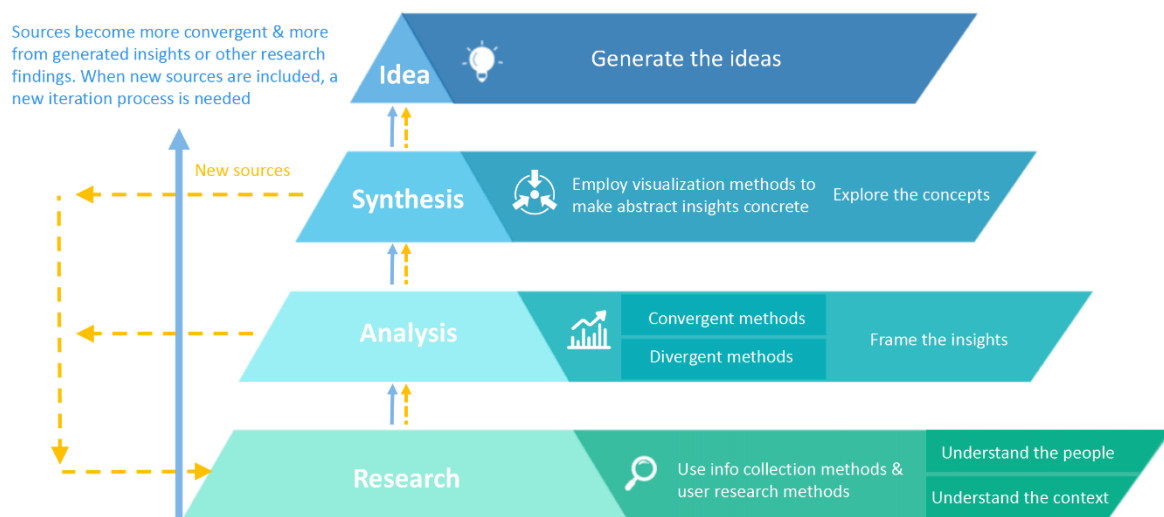 Sources become more convergent & more
from generated insights or other research
findings. When new sources are included, a
new iteration process is needed
Idea
Generate the ideas
New sources
Synthesis
Employ visualization methods to
make abstract insights concrete
Explore the concepts
Analysis
Convergent methods
Divergent methods
Frame the insights
Research
Use info collection methods &
user research methods
Understand the people
Understand the context